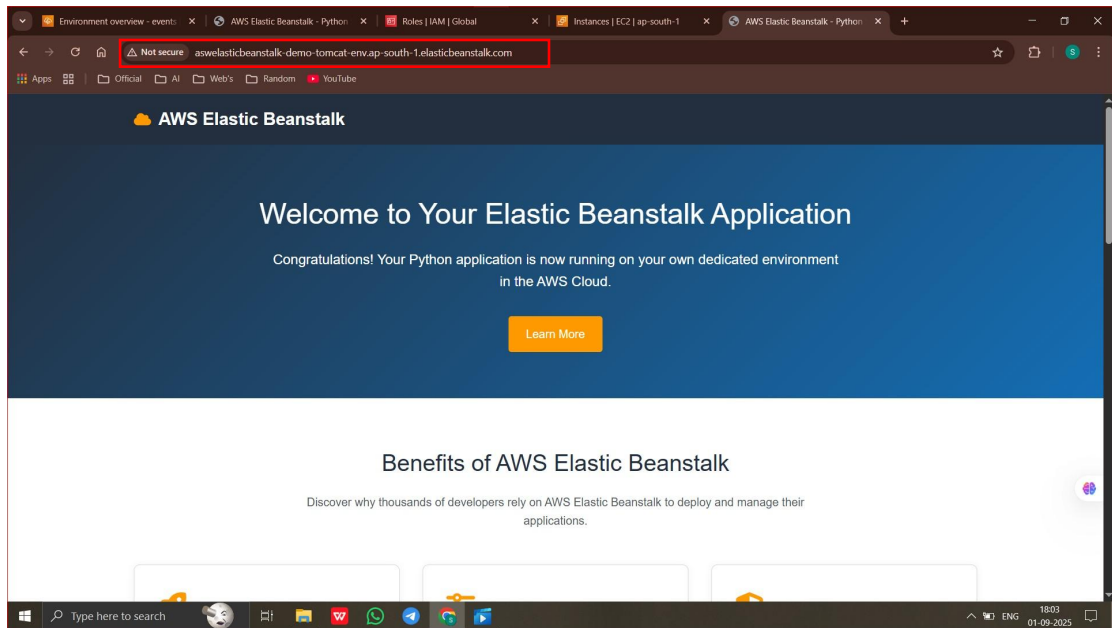 Environment overview - events
AWS Elastic Beanstalk - Python
Roles | IAM | Global
Instances | EC2 | ap-south-1
AWS Elastic Beanstalk - Python
Not secure
aswelasticbeanstalk-demo-tomcat-env.ap-south-1.elasticbeanstalk.com
S
Apps
Official
AI
Web's
Random
YouTube
AWS Elastic Beanstalk
Welcome to Your Elastic Beanstalk Application
Congratulations! Your Python application is now running on your own dedicated environment
in the AWS Cloud.
Learn More
Benefits of AWS Elastic Beanstalk
Discover why thousands of developers rely on AWS Elastic Beanstalk to deploy and manage their
applications.
Type here to search
W
S
ENG
18:03
01-09-2025